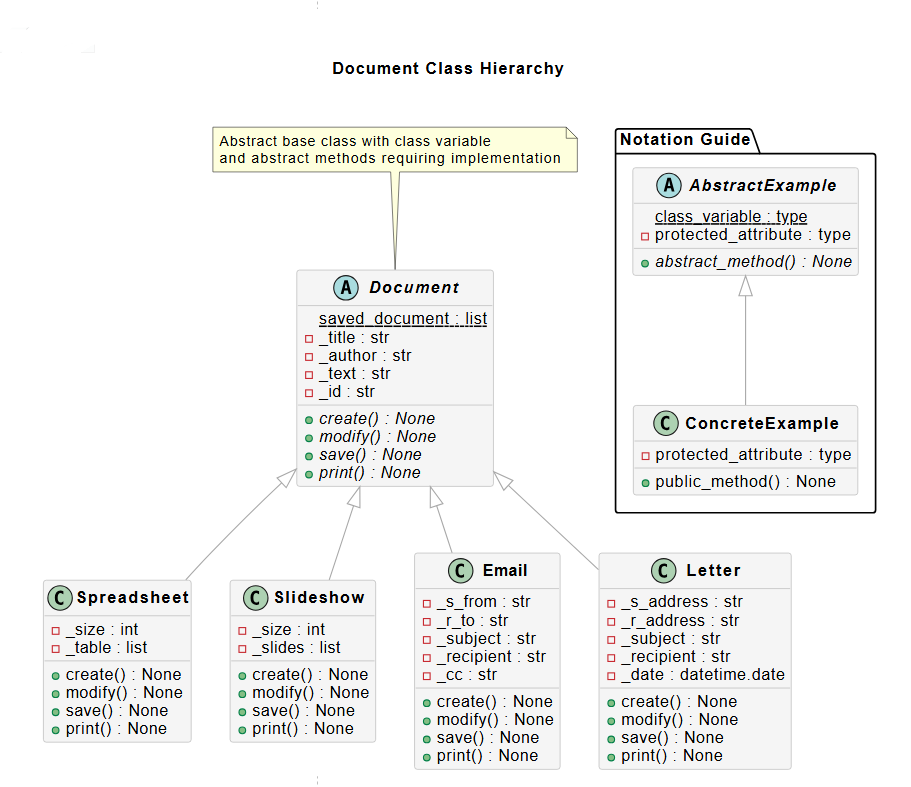 Document Class Hierarchy
Abstract base class with class variable
and abstract methods requiring implementation
Notation Guide
A AbstractExample
class_variable : type
protected_attribute : type
abstract_method() : None
C ConcreteExample
protected_attribute : type
public_method() : None
A Document
saved_document : list
_title : str
_author : str
_text : str
_id : str
create() : None
modify() : None
save() : None
print() : None
C Spreadsheet
_size : int
_table : list
create() : None
modify() : None
save() : None
print() : None
C Slideshow
_size : int
_slides : list
create() : None
modify() : None
save() : None
print() : None
C Email
_s_from : str
_r_to : str
_subject : str
_recipient : str
_cc : str
create() : None
modify() : None
save() : None
print() : None
C Letter
_s_address : str
_r_address : str
_subject : str
_recipient : str
_date : datetime.date
create() : None
modify() : None
save() : None
print() : None